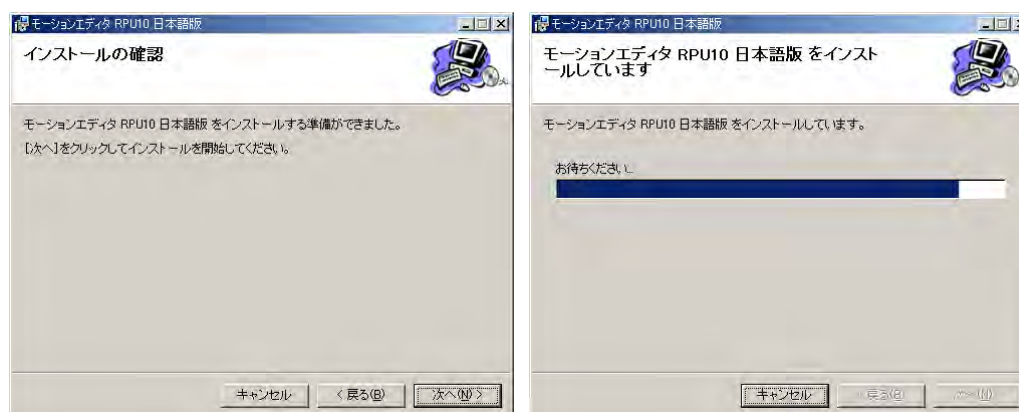 モーションエディタ RPU10 日本語版
インストールの確認
モーションエディタ RPU10 日本語版 をインストールする準備ができました。
[次へ]をクリックしてインストールを開始してください。
キャンセル
< 戻る(B)
次へ(N) >
モーションエディタ RPU10 日本語版
モーションエディタ RPU10 日本語版 をインスト
ールしています
モーションエディタ RPU10 日本語版 をインストールしています。
お待ちください...
キャンセル
< 戻る(B)
次へ(N) >